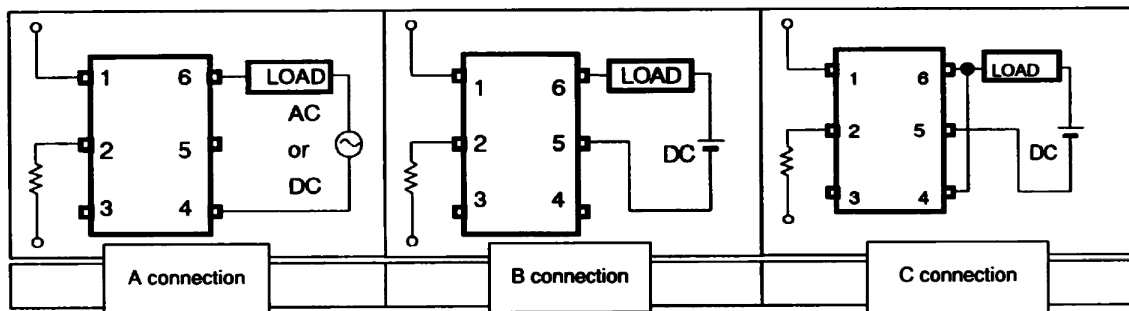 1 6 LOAD
AC
2 5 or
DC
3 4
A connection
1 6 LOAD
2 5 DC
3 4
B connection
1 6 LOAD
2 5 DC
3 4
C connection